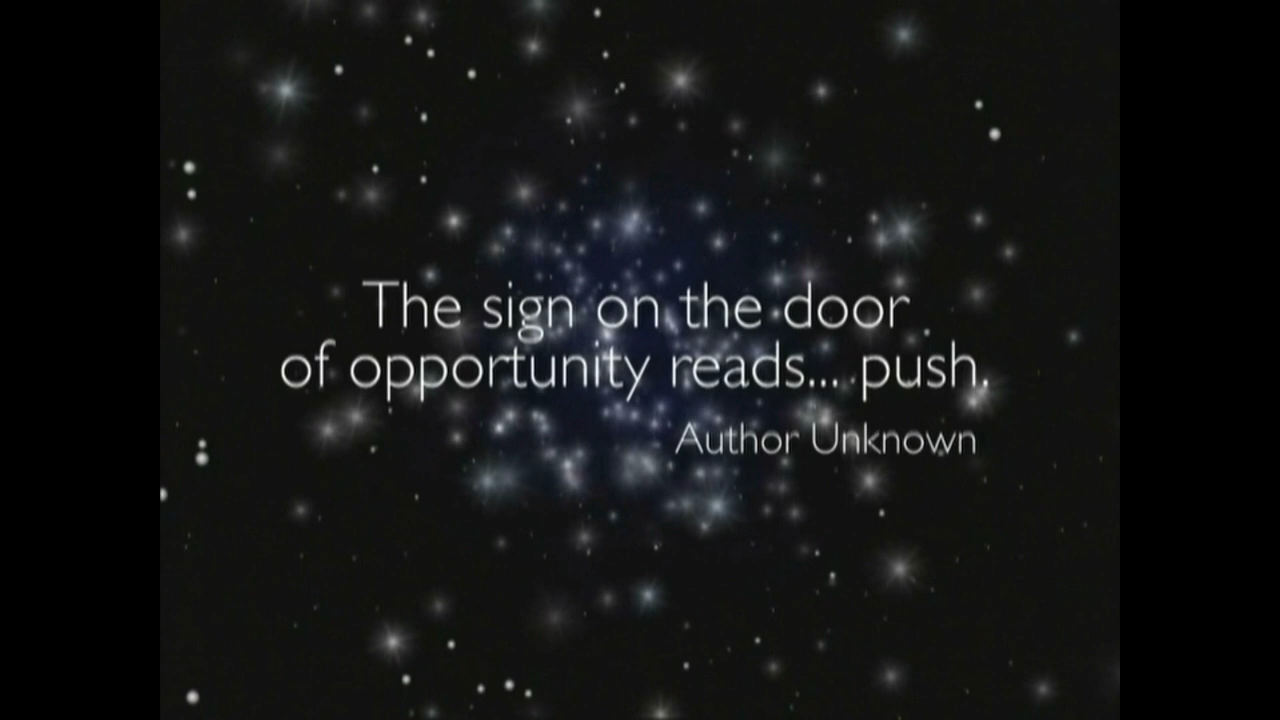 The sign on the door
of opportunity reads... push.
Author Unknown